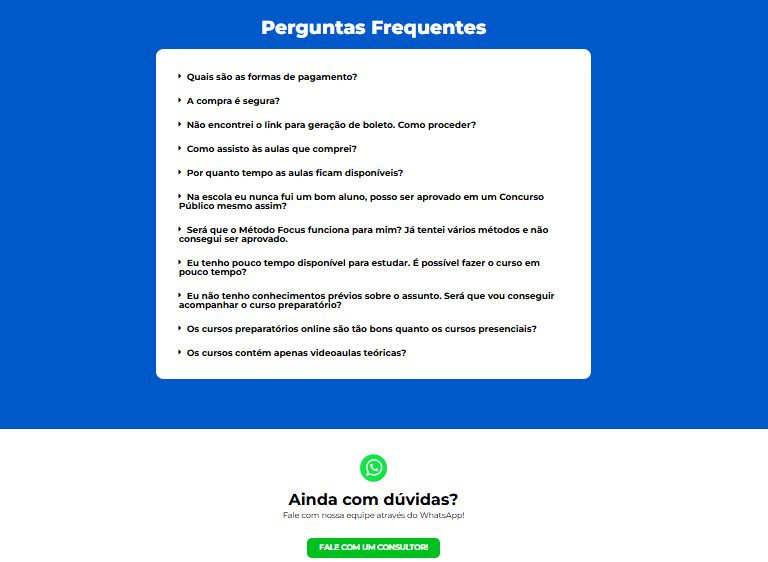 Perguntas Frequentes
Quais são as formas de pagamento?
A compra é segura?
Não encontrei o link para geração de boleto. Como proceder?
Como assisto às aulas que comprei?
Por quanto tempo as aulas ficam disponíveis?
Na escola eu nunca fui um bom aluno, posso ser aprovado em um Concurso
Público mesmo assim?
Será que o Método Focus funciona para mim? Já tentei vários métodos e não
consegui ser aprovado.
Eu tenho pouco tempo disponível para estudar. É possível fazer o curso em
pouco tempo?
Eu não tenho conhecimentos prévios sobre o assunto. Será que vou conseguir
acompanhar o curso preparatório?
Os cursos preparatórios online são tão bons quanto os cursos presenciais?
Os cursos contém apenas videoaulas teóricas?
Ainda com dúvidas?
Fale com nossa equipe através do WhatsApp!
FALE COM UM CONSULTOR!